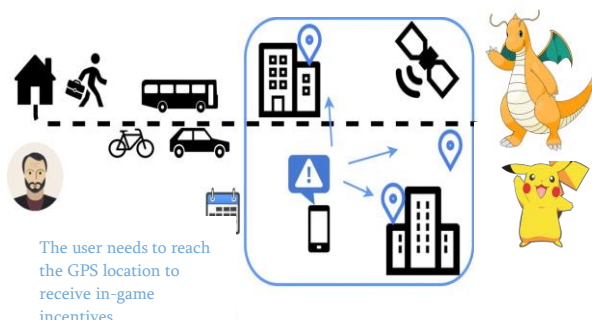 The user needs to reach
the GPS location to
receive in-game
incentives